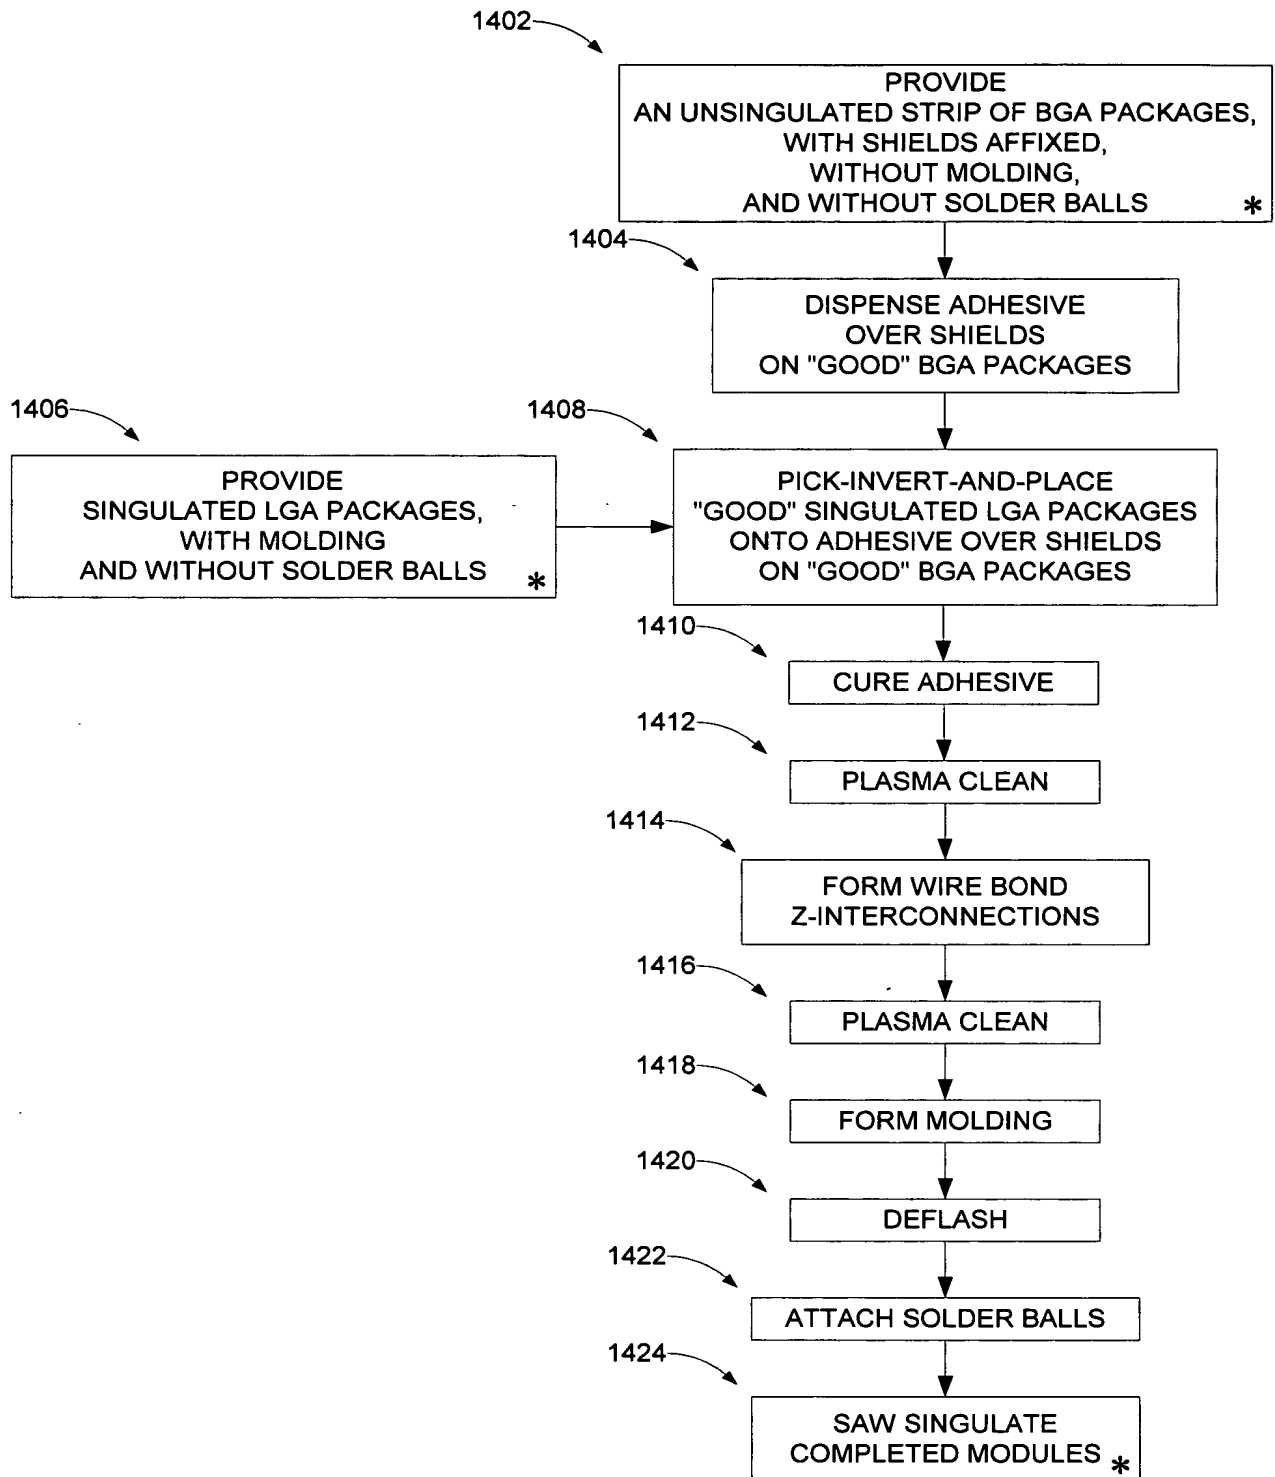 1402
PROVIDE
AN UNSINGULATED STRIP OF BGA PACKAGES,
WITH SHIELDS AFFIXED,
WITHOUT MOLDING,
AND WITHOUT SOLDER BALLS *
1404
DISPENSE ADHESIVE
OVER SHIELDS
ON "GOOD" BGA PACKAGES
1406
PROVIDE
SINGULATED LGA PACKAGES,
WITH MOLDING
AND WITHOUT SOLDER BALLS *
1408
PICK-INVERT-AND-PLACE
"GOOD" SINGULATED LGA PACKAGES
ONTO ADHESIVE OVER SHIELDS
ON "GOOD" BGA PACKAGES
1410
CURE ADHESIVE
1412
PLASMA CLEAN
1414
FORM WIRE BOND
Z-INTERCONNECTIONS
1416
PLASMA CLEAN
1418
FORM MOLDING
1420
DEFLASH
1422
ATTACH SOLDER BALLS
1424
SAW SINGULATE
COMPLETED MODULES *